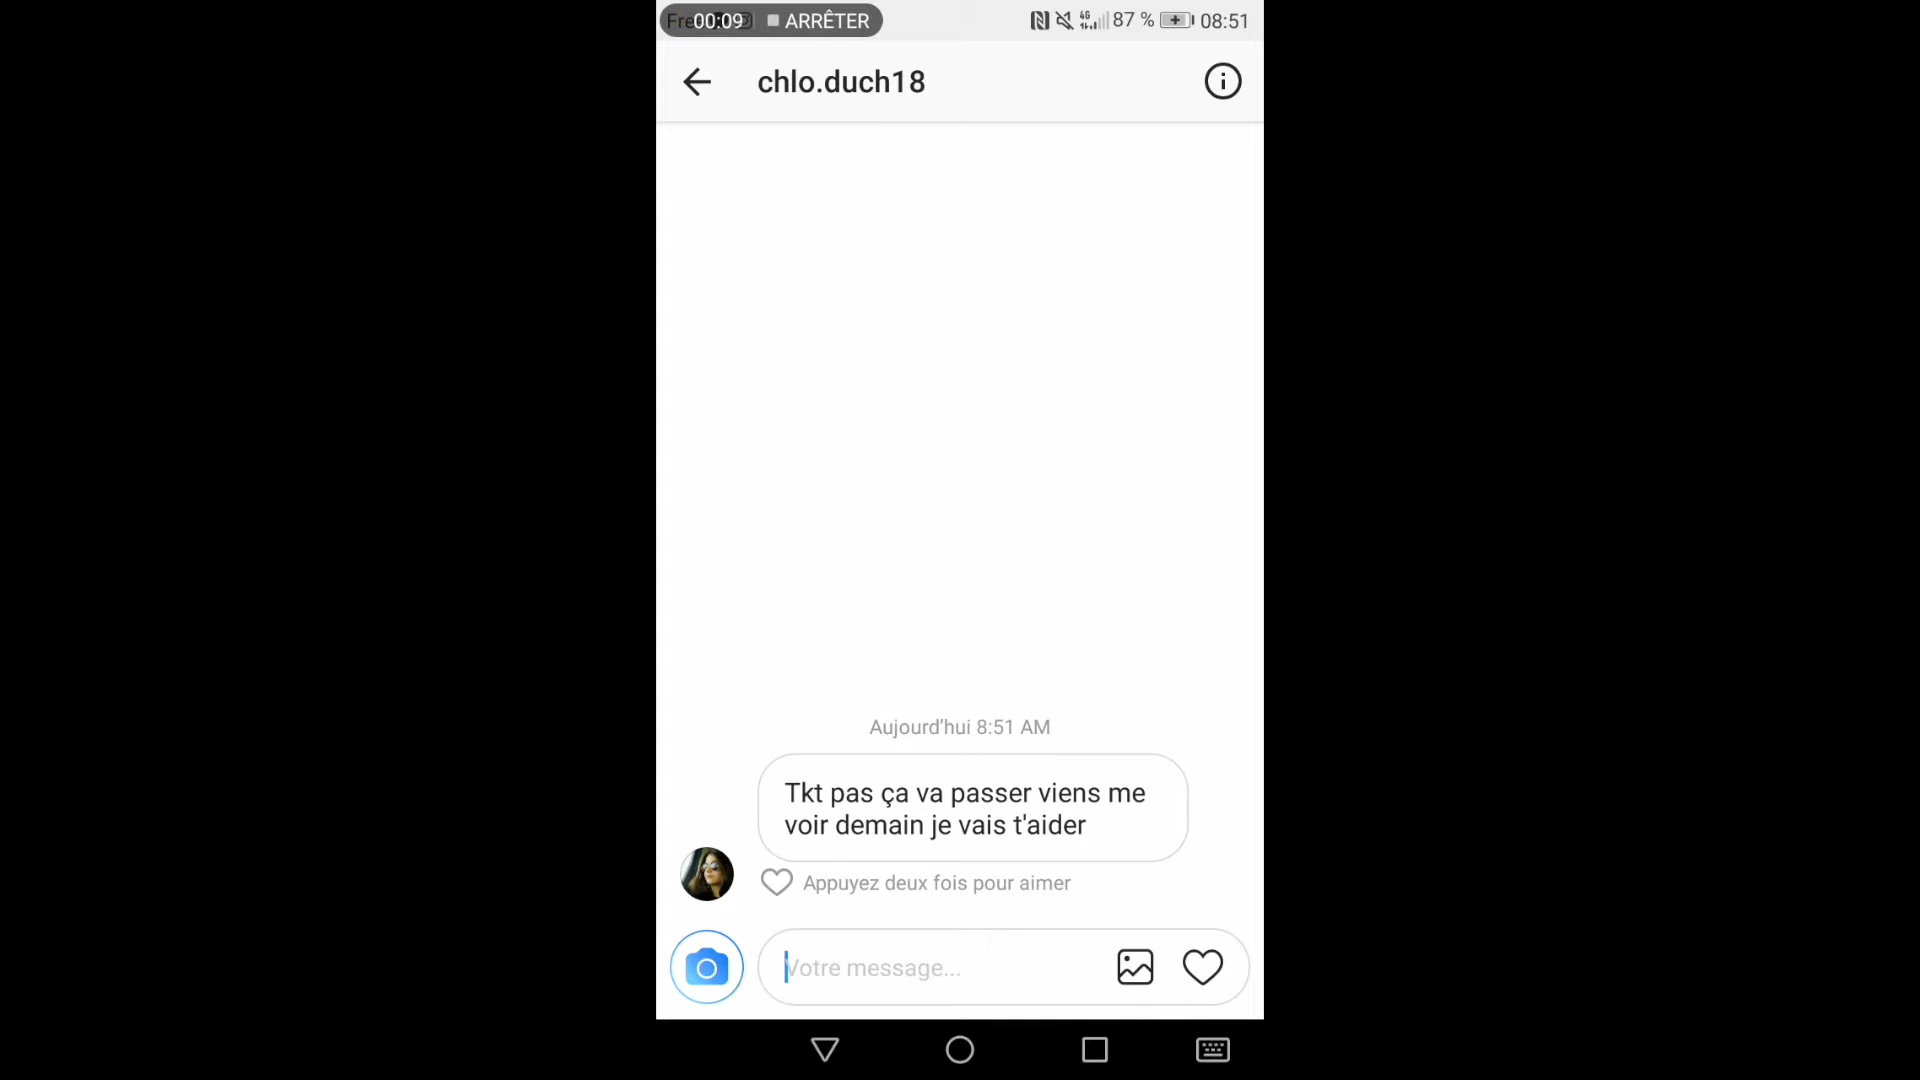 00:09 ARRÊTER 87 % 08:51
chlo.duch18
Aujourd'hui 8:51 AM
Tkt pas ça va passer viens me
voir demain je vais t'aider
Appuyez deux fois pour aimer
Votre message...